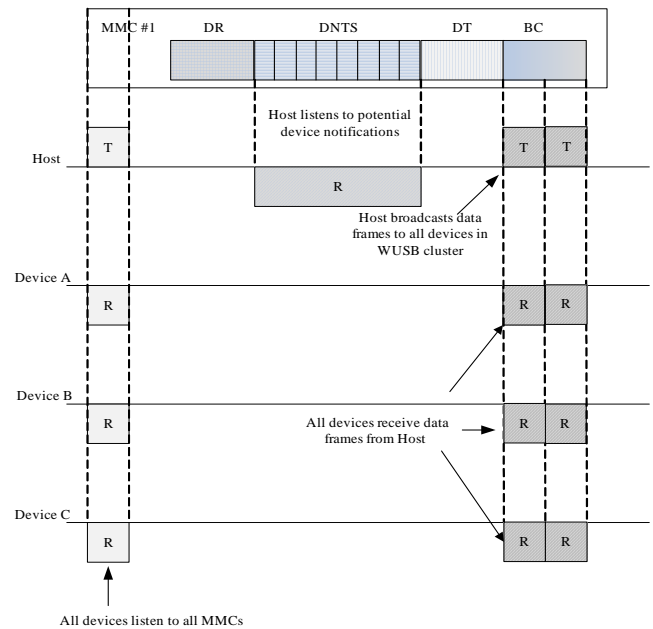 MMC #1 DR DNTS DT BC
Host listens to potential
device notifications
T T T
Host
R
Host broadcasts data
frames to all devices in
WUSB cluster
Device A
R R R
Device B
R R R
All devices receive data
frames from Host
Device C
R R R
All devices listen to all MMCs